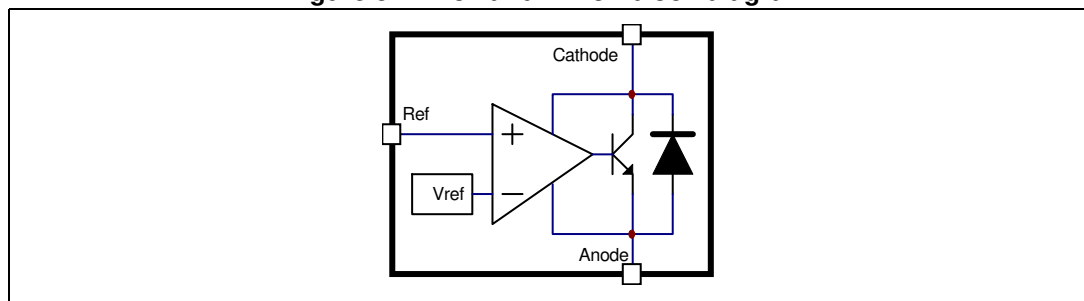 Cathode
Ref
+
Vref
−
Anode